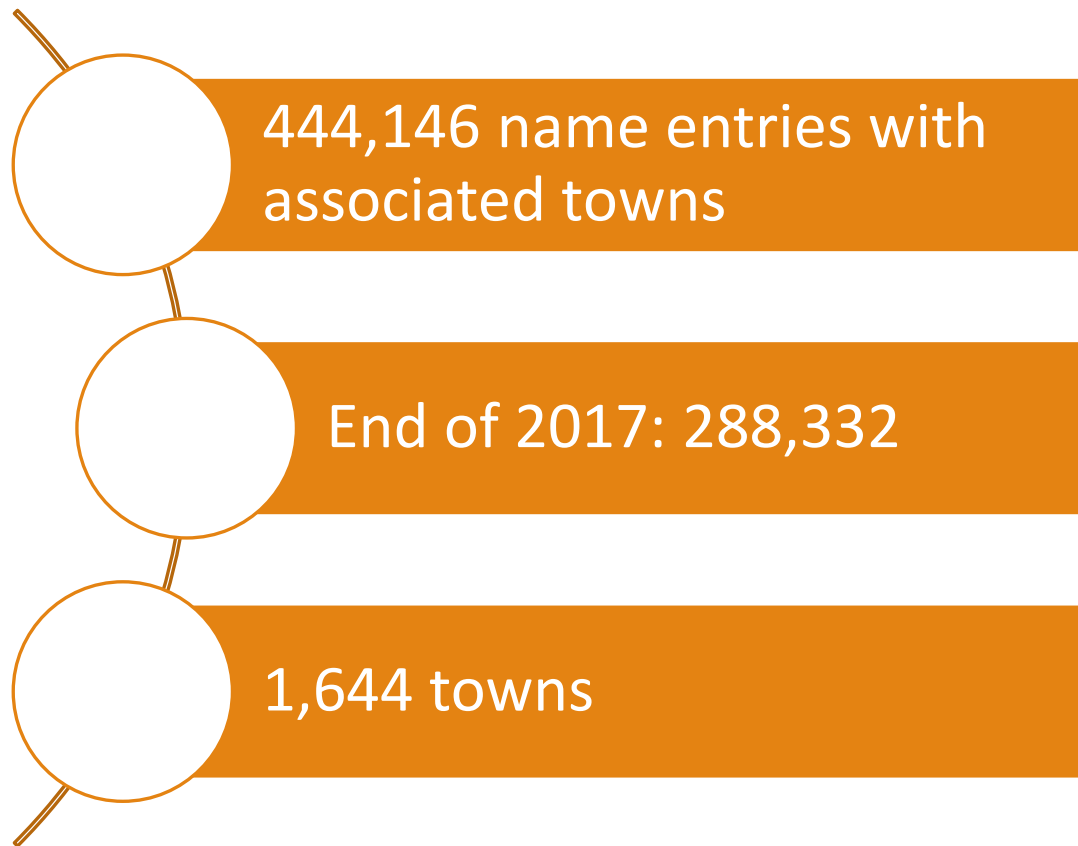 444,146 name entries with
associated towns
End of 2017: 288,332
1,644 towns